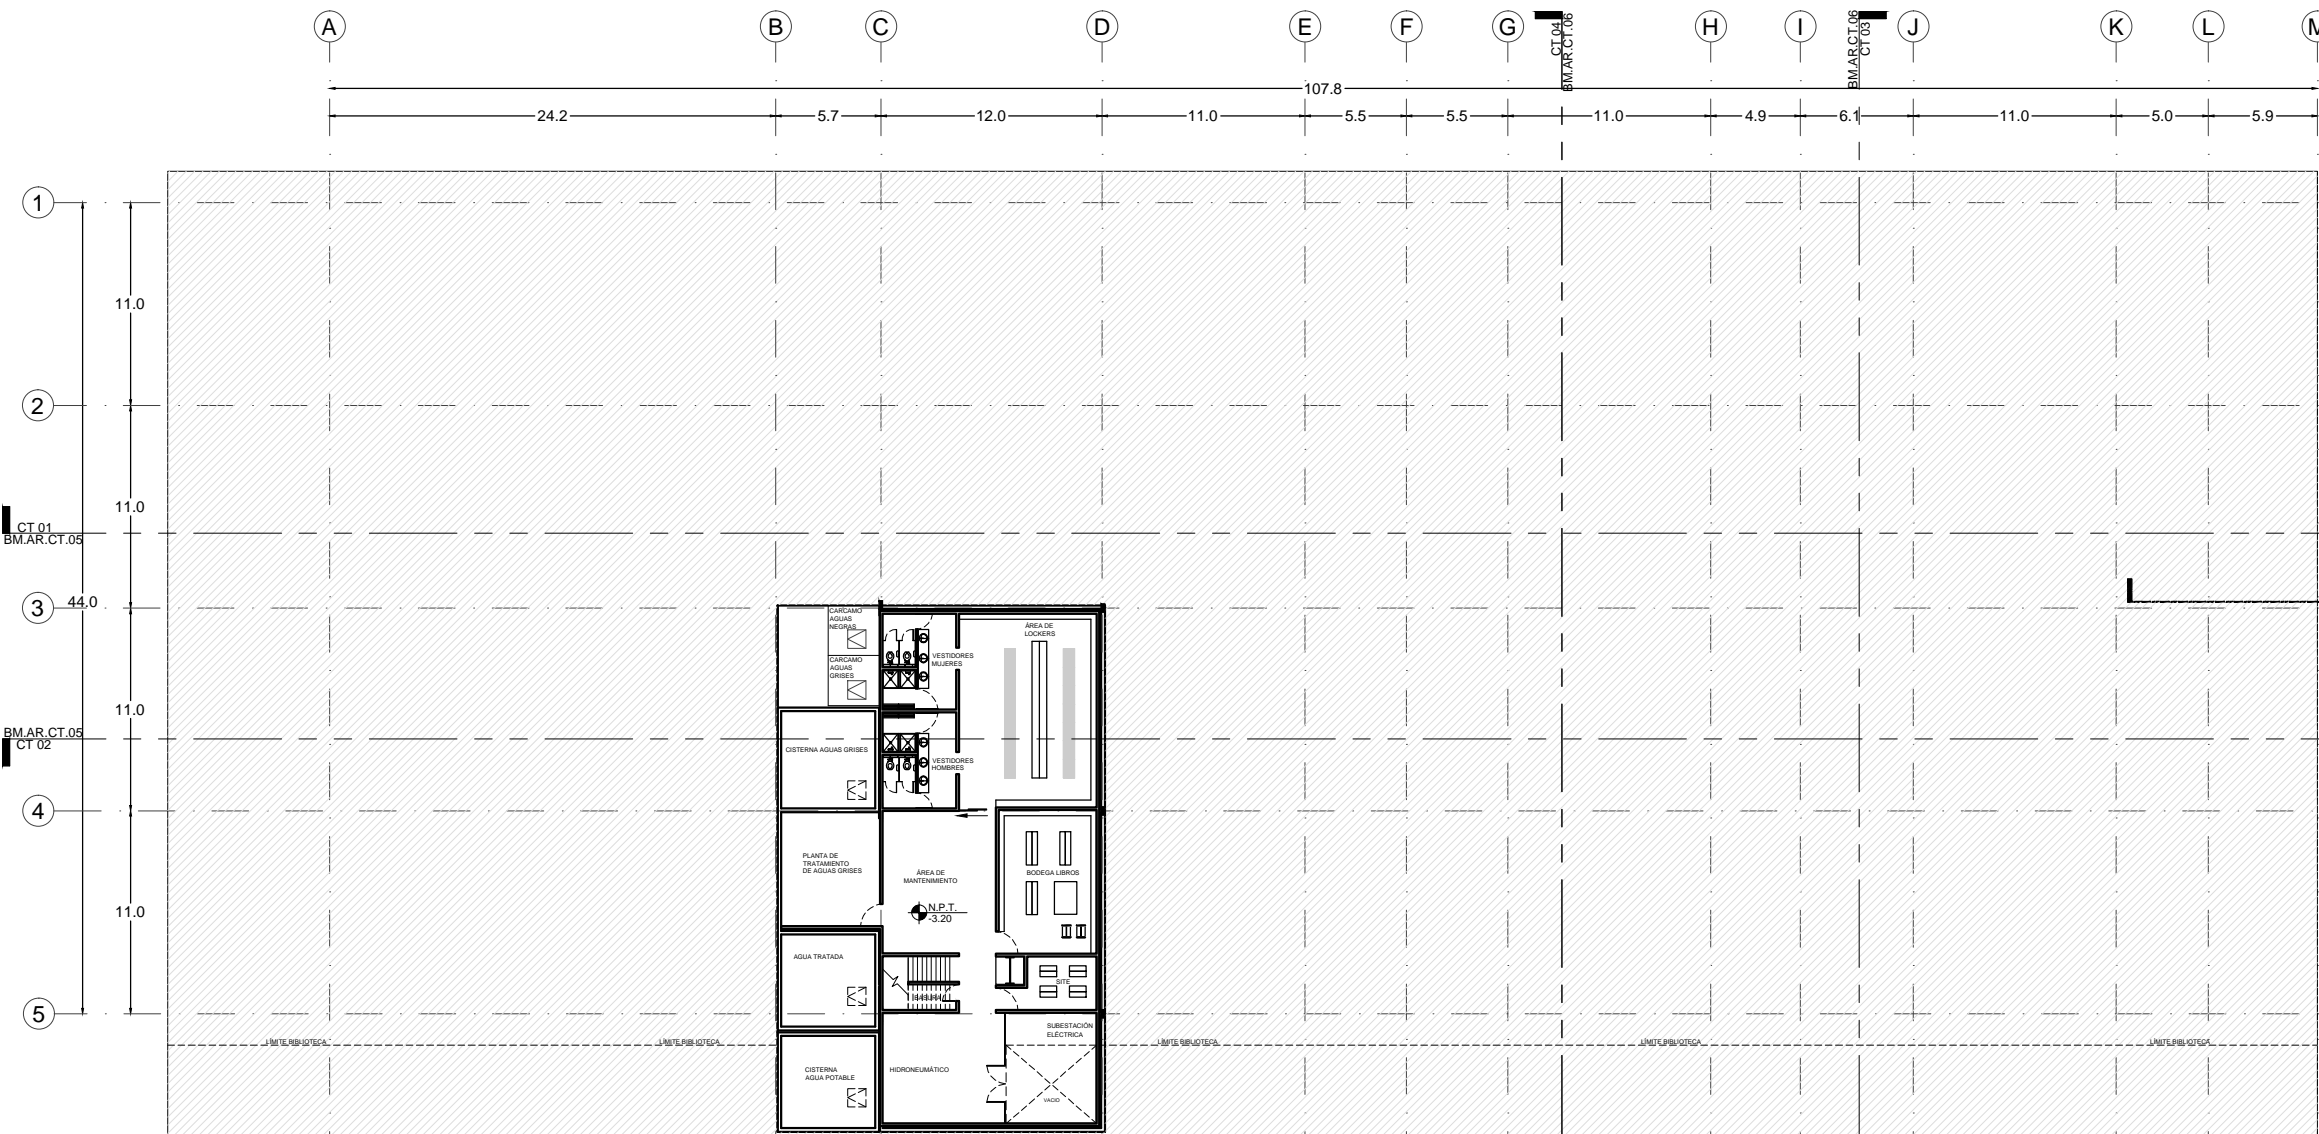 A B C D E F G H I J K L M
CT 04
BM.AR.CT.06
BM.AR.CT.06
CT 03
107.8
24.2 5.7 12.0 11.0 5.5 5.5 11.0 4.9 6.1 11.0 5.0 5.9
1
11.0
2
11.0
CT 01
BM.AR.CT.05
3
44.0
11.0
BM.AR.CT.05
CT 02
4
11.0
5
CARCAMO
AGUAS
NEGRAS
CARCAMO
AGUAS
GRISES
VESTIDORES
MUJERES
ÁREA DE
LOCKERS
CISTERNA AGUAS GRISES
VESTIDORES
HOMBRES
PLANTA DE
TRATAMIENTO
DE AGUAS GRISES
ÁREA DE
MANTENIMIENTO
BODEGA LIBROS
N.P.T.
-3.20
AGUA TRATADA
BASURA
SITE
SUBESTACIÓN
ELÉCTRICA
LÍMITE BIBLIOTECA LÍMITE BIBLIOTECA LÍMITE BIBLIOTECA LÍMITE BIBLIOTECA LÍMITE BIBLIOTECA
CISTERNA
AGUA POTABLE
HIDRONEUMÁTICO
VACIO